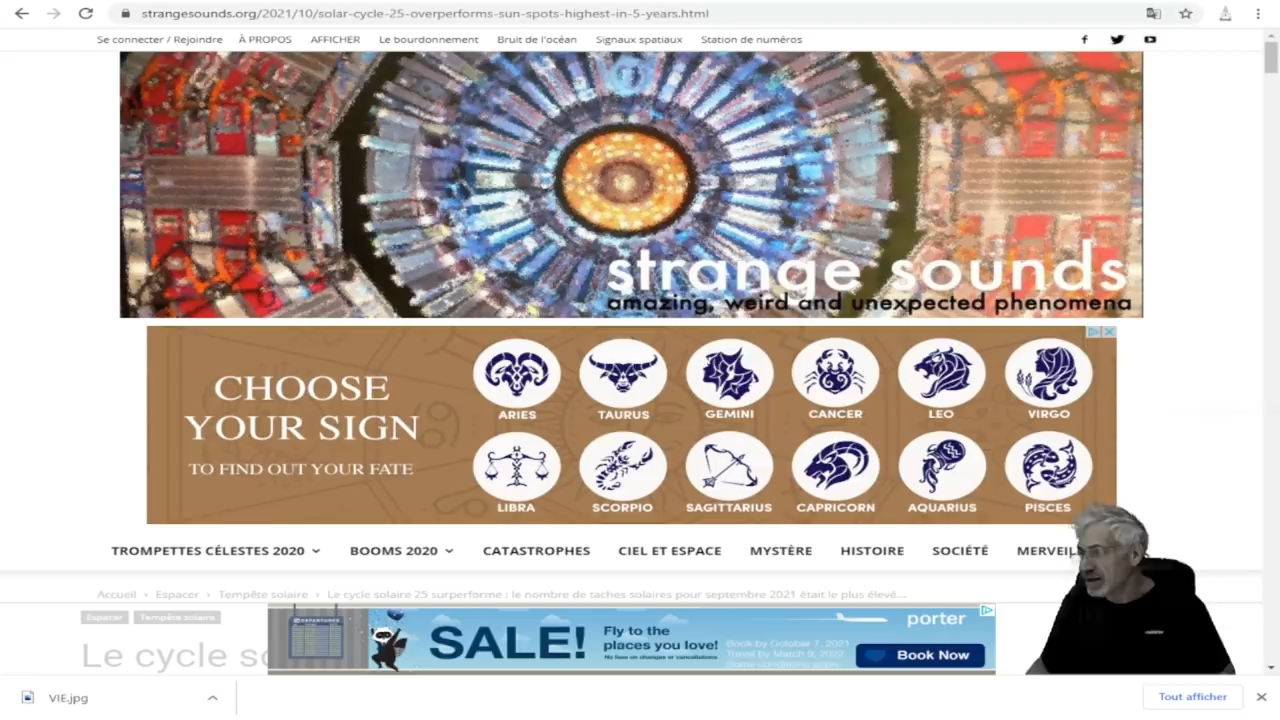 strangesounds.org/2021/10/solar-cycle-25-overperforms-sun-spots-highest-in-5-years.html
Se connecter / Rejoindre À PROPOS AFFICHER Le bourdonnement Bruit de l'océan Signaux spatiaux Station de numéros
strange sounds
amazing, weird and unexpected phenomena
CHOOSE
YOUR SIGN
TO FIND OUT YOUR FATE
ARIES TAURUS GEMINI CANCER LEO VIRGO
LIBRA SCORPIO SAGITTARIUS CAPRICORN AQUARIUS PISCES
TROMPETTES CÉLESTES 2020 BOOMS 2020 CATASTROPHES CIEL ET ESPACE MYSTÈRE HISTOIRE SOCIÉTÉ MERVEIL
Accueil › Espacer › Tempête solaire › Le cycle solaire 25 surperforme : le nombre de taches solaires pour septembre 2021 était le plus élevé...
Espacer Tempête solaire
Le cycle so
DEPARTURES
SALE!
Fly to the
places you love!
No fees on changes or cancellations
Book by October 7, 2021
Travel by March 9, 2022
porter
Book Now
VIE.jpg
Tout afficher